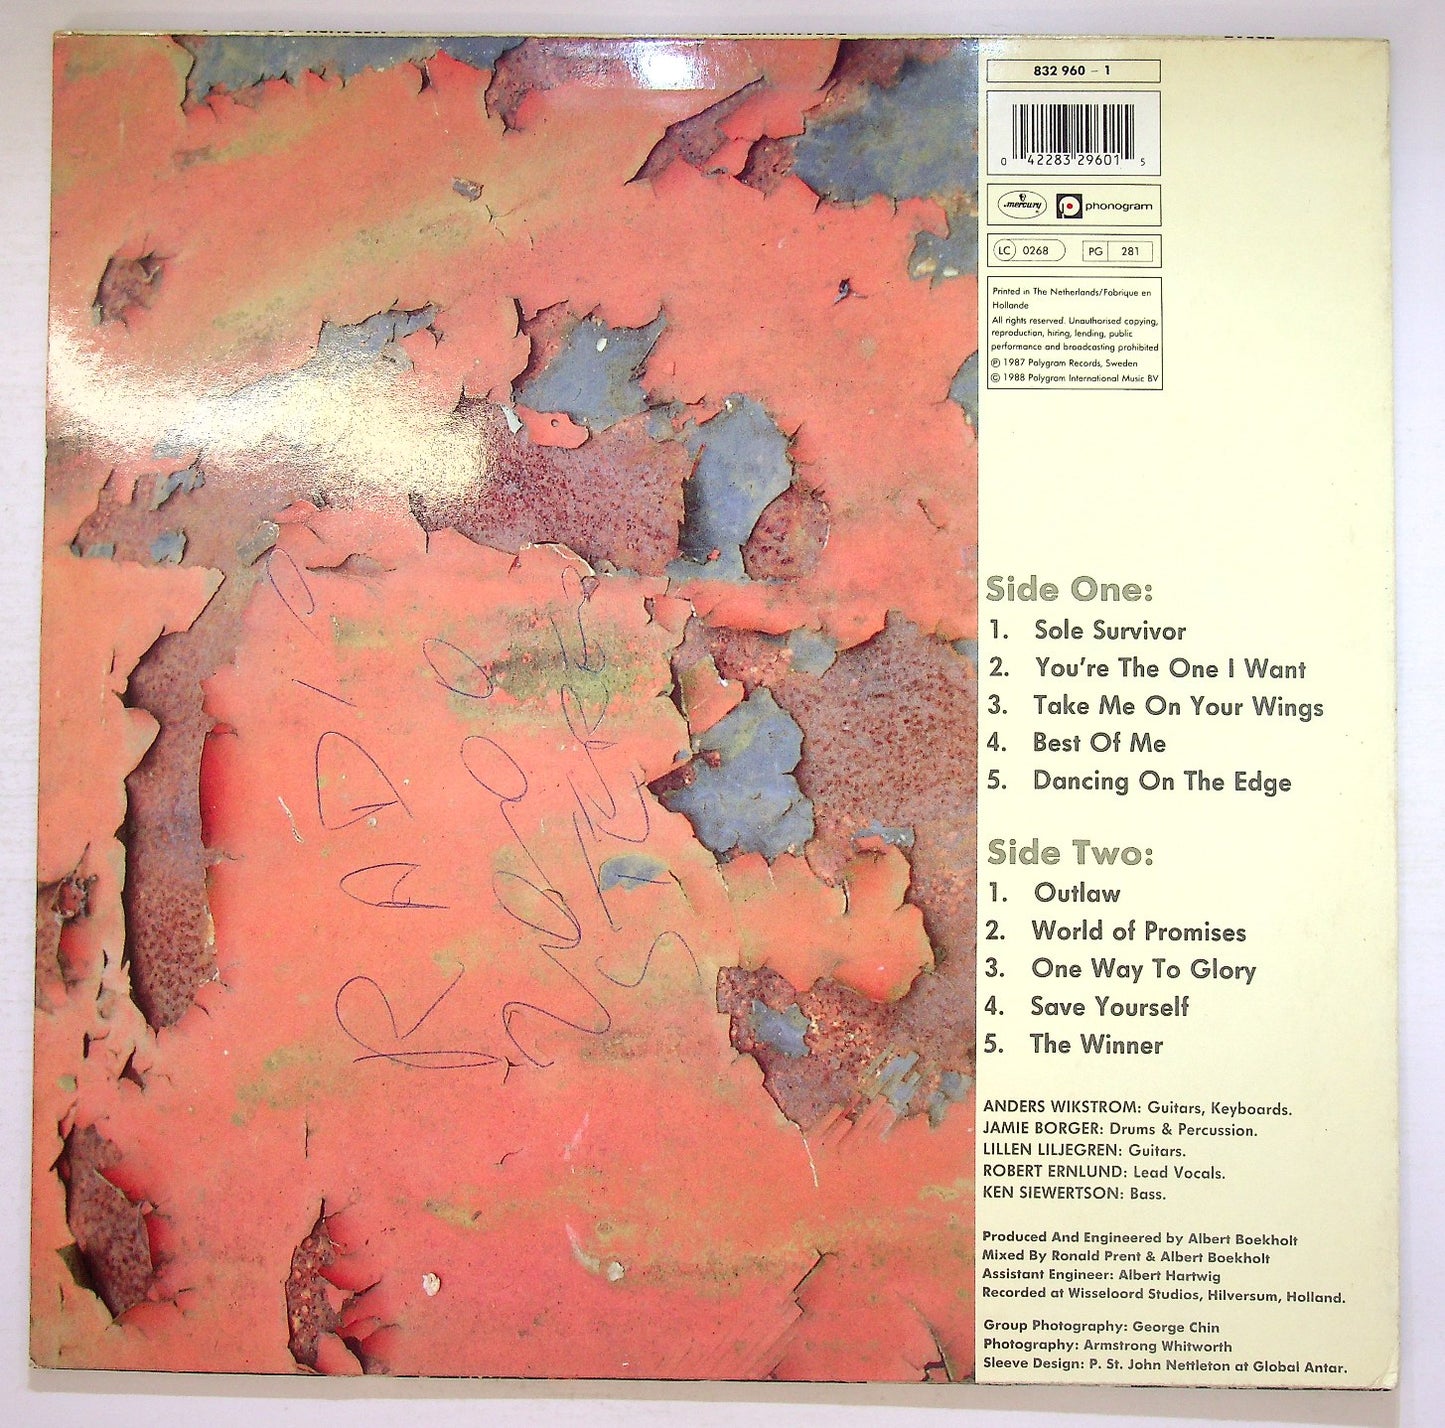 832 960 - 1
0 42283 29601 5
mercury phonogram
LC 0268 PG 281
Printed in The Netherlands/Fabrique en
Hollande
All rights reserved. Unauthorised copying,
reproduction, hiring, lending, public
performance and broadcasting prohibited
℗ 1987 Polygram Records, Sweden
© 1988 Polygram International Music BV
Side One:
1. Sole Survivor
2. You're The One I Want
3. Take Me On Your Wings
4. Best Of Me
5. Dancing On The Edge
Side Two:
1. Outlaw
2. World of Promises
3. One Way To Glory
4. Save Yourself
5. The Winner
ANDERS WIKSTROM: Guitars, Keyboards.
JAMIE BORGER: Drums & Percussion.
LILLEN LILJEGREN: Guitars.
ROBERT ERNLUND: Lead Vocals.
KEN SIEWERTSON: Bass.
Produced And Engineered by Albert Boekholt
Mixed By Ronald Prent & Albert Boekholt
Assistant Engineer: Albert Hartwig
Recorded at Wisseloord Studios, Hilversum, Holland.
Group Photography: George Chin
Photography: Armstrong Whitworth
Sleeve Design: P. St. John Nettleton at Global Antar.
RADIO